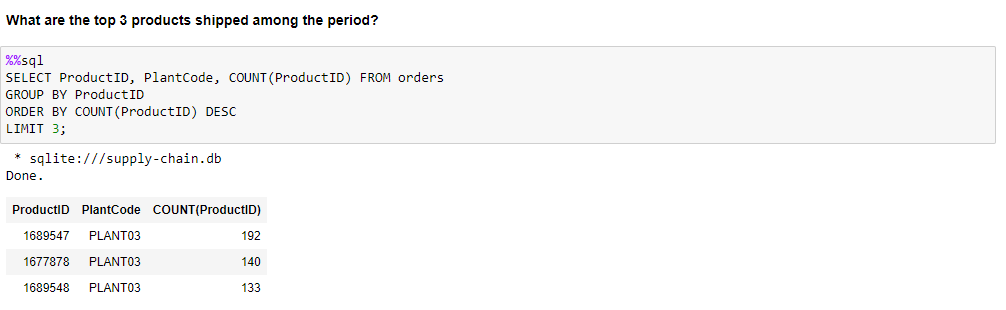 What are the top 3 products shipped among the period?
%%sql
SELECT ProductID, PlantCode, COUNT(ProductID) FROM orders
GROUP BY ProductID
ORDER BY COUNT(ProductID) DESC
LIMIT 3;
* sqlite:///supply-chain.db
Done.
ProductID PlantCode COUNT(ProductID)
1689547 PLANT03 192
1677878 PLANT03 140
1689548 PLANT03 133